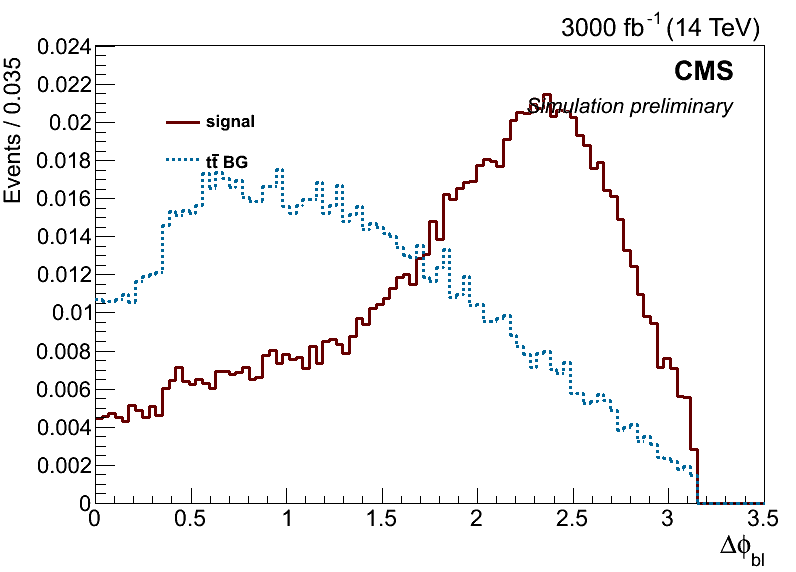 3000 fb⁻¹ (14 TeV)
CMS
Simulation preliminary
signal
tt̄ BG
Events / 0.035
0.024
0.022
0.02
0.018
0.016
0.014
0.012
0.01
0.008
0.006
0.004
0.002
0
0 0.5 1 1.5 2 2.5 3 3.5
Δϕ_bl